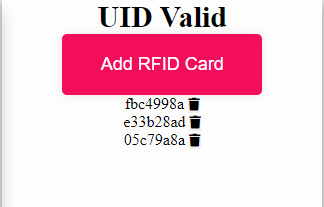 UID Valid
Add RFID Card
fbc4998a
e33b28ad
05c79a8a